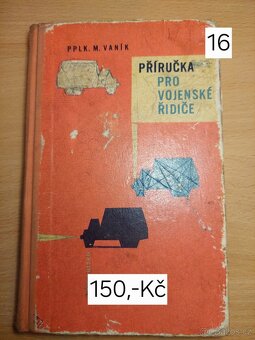 PPLK. M. VANÍK
16
PŘÍRUČKA
PRO
VOJENSKÉ
ŘIDIČE
150,-Kč